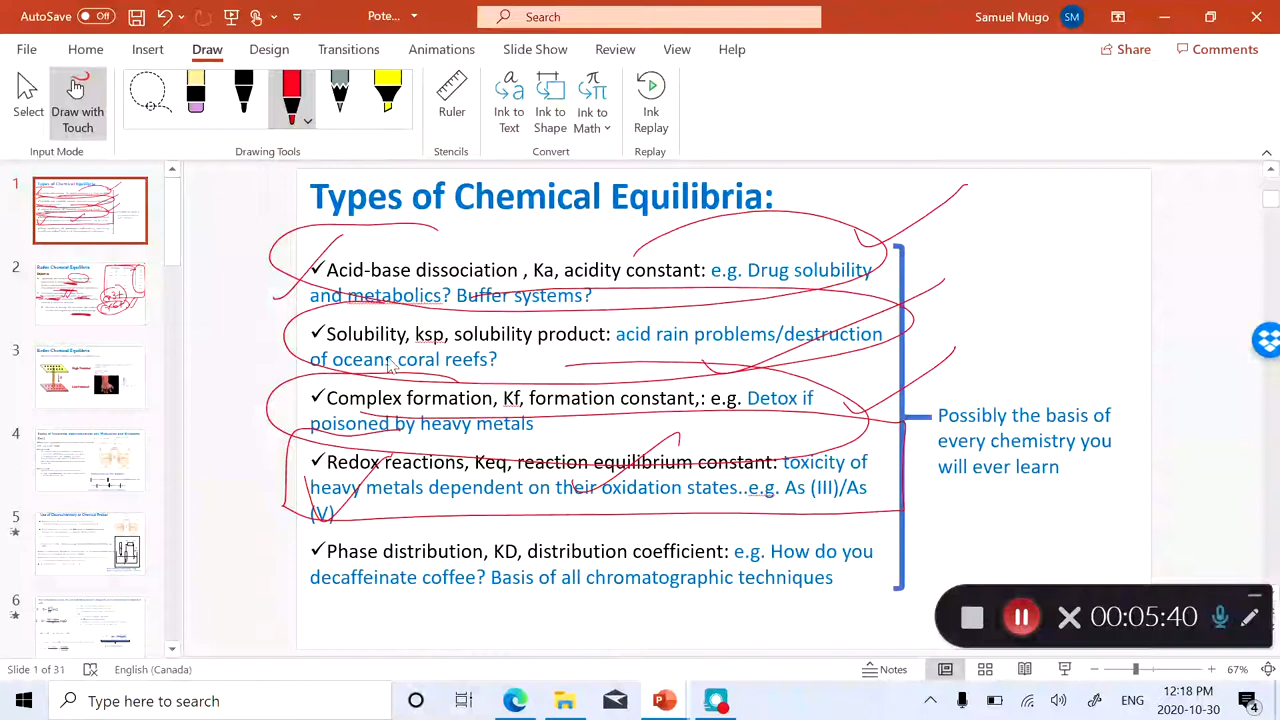 AutoSave Off Pote... Search Samuel Mugo SM
File Home Insert Draw Design Transitions Animations Slide Show Review View Help Share Comments
Select Draw with Touch Ruler Ink to Text Ink to Shape Ink to Math Ink Replay
Input Mode Drawing Tools Stencils Convert Replay
1
2
3
4
5
6
Types of Chemical Equilibria:
Acid-base dissociation , Ka, acidity constant: e.g. Drug solubility
and metabolics? Buffer systems?
Solubility, ksp, solubility product: acid rain problems/destruction
of oceans coral reefs?
Complex formation, Kf, formation constant,: e.g. Detox if
poisoned by heavy metals
Redox reactions, Keq, reaction equilibrium constant: toxicity of
heavy metals dependent on their oxidation states..e.g. As (III)/As
(V)
Phase distribution, KD, distribution coefficient: e.g. How do you
decaffeinate coffee? Basis of all chromatographic techniques
Possibly the basis of
every chemistry you
will ever learn
00:05:40
Slide 1 of 31 English (Canada) Notes 67%
Type here to search ENG 12:18 PM
2020-10-30 4